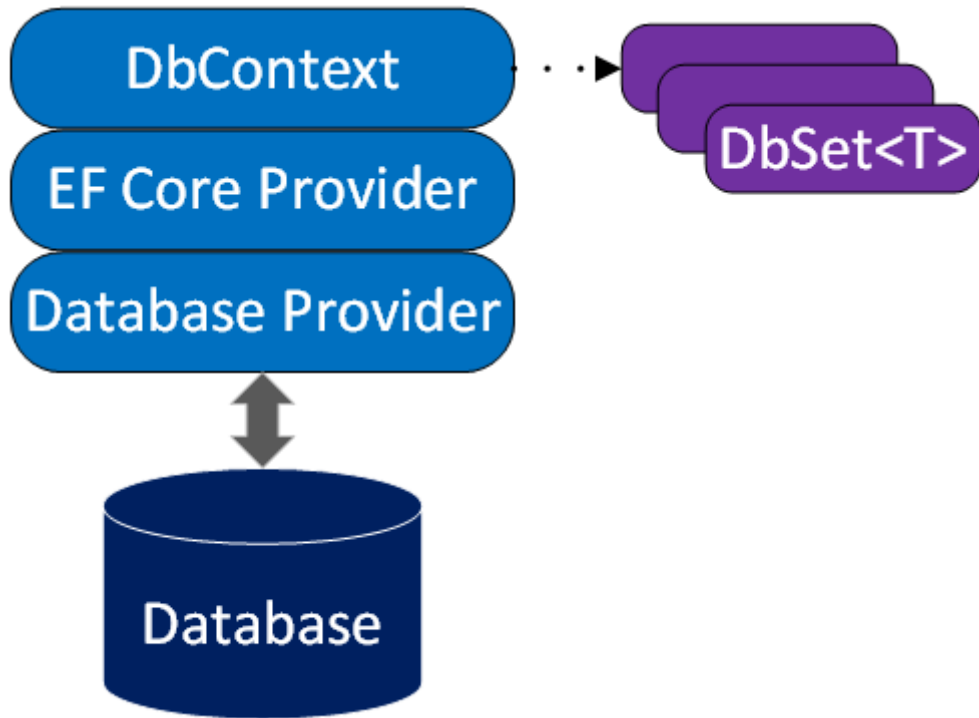 DbContext
DbSet<T>
EF Core Provider
Database Provider
Database